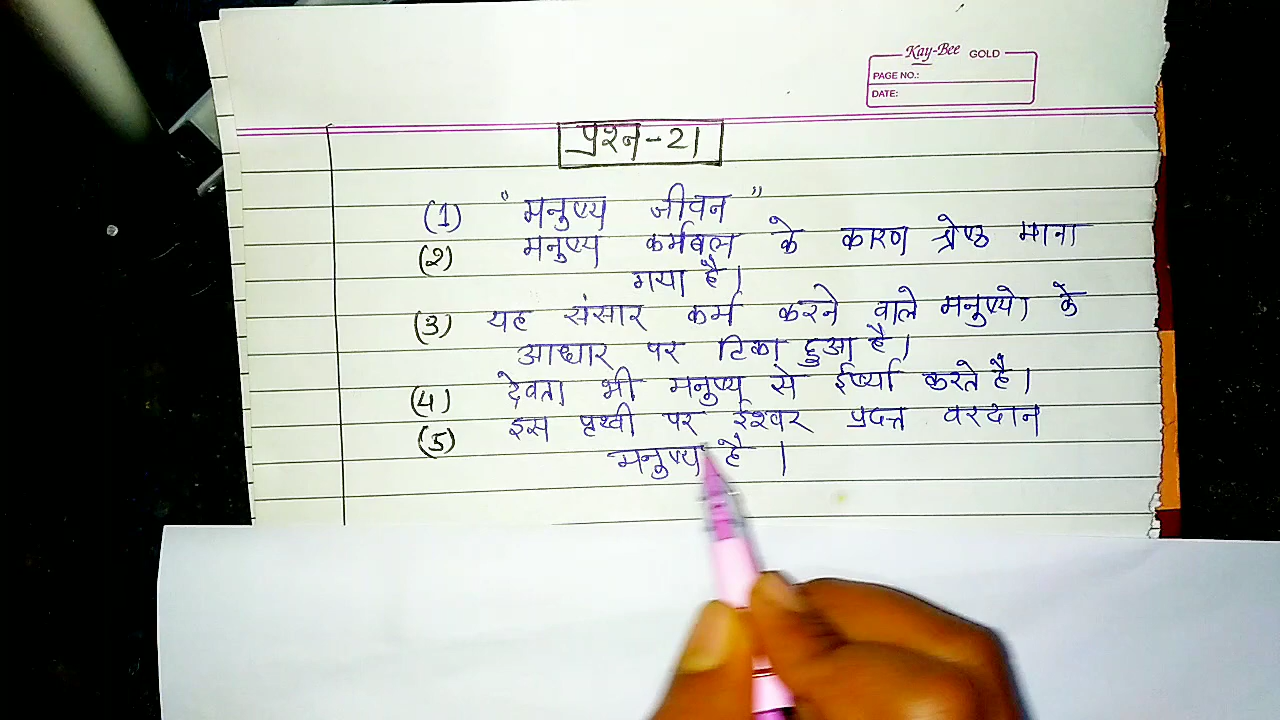 Kay-Bee GOLD
PAGE NO.:
DATE:
प्रश्न-21
(1) "मनुष्य जीवन"
(2) मनुष्य कर्मबल के कारण श्रेष्ठ माना
गया है।
(3) यह संसार कर्म करने वाले मनुष्यो के
आधार पर टिका हुआ है।
(4) देवता भी मनुष्य से ईर्ष्या करते है।
(5) इस पृथ्वी पर ईश्वर प्रदत्त वरदान
मनुष्य है ।